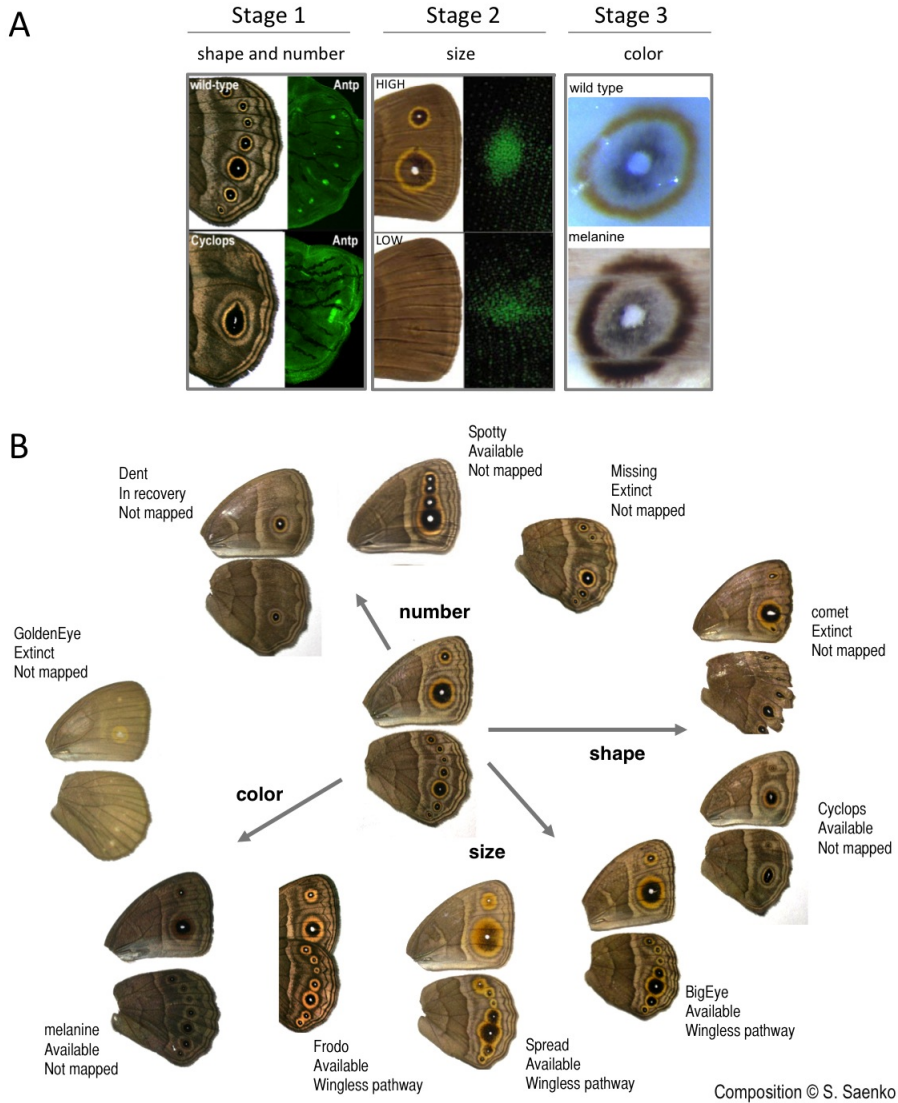 A
Stage 1
Stage 2
Stage 3
shape and number
size
color
wild-type
Antp
HIGH
wild type
Cyclops
Antp
LOW
melanine
B
Spotty
Available
Not mapped
Dent
In recovery
Not mapped
Missing
Extinct
Not mapped
number
comet
Extinct
Not mapped
GoldenEye
Extinct
Not mapped
shape
color
Cyclops
Available
Not mapped
size
BigEye
Available
Wingless pathway
melanine
Available
Not mapped
Frodo
Available
Wingless pathway
Spread
Available
Wingless pathway
Composition © S. Saenko